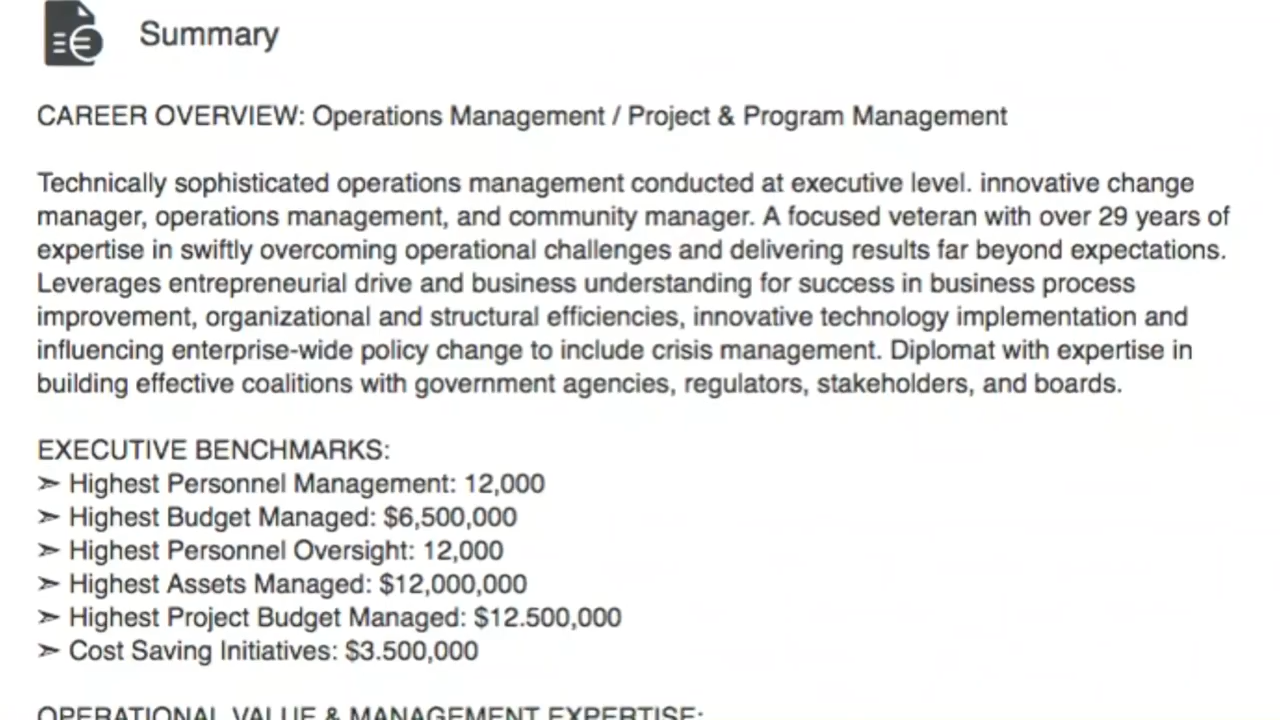 Summary
CAREER OVERVIEW: Operations Management / Project & Program Management
Technically sophisticated operations management conducted at executive level. innovative change
manager, operations management, and community manager. A focused veteran with over 29 years of
expertise in swiftly overcoming operational challenges and delivering results far beyond expectations.
Leverages entrepreneurial drive and business understanding for success in business process
improvement, organizational and structural efficiencies, innovative technology implementation and
influencing enterprise-wide policy change to include crisis management. Diplomat with expertise in
building effective coalitions with government agencies, regulators, stakeholders, and boards.
EXECUTIVE BENCHMARKS:
➣ Highest Personnel Management: 12,000
➣ Highest Budget Managed: $6,500,000
➣ Highest Personnel Oversight: 12,000
➣ Highest Assets Managed: $12,000,000
➣ Highest Project Budget Managed: $12.500,000
➣ Cost Saving Initiatives: $3.500,000
OPERATIONAL VALUE & MANAGEMENT EXPERTISE: